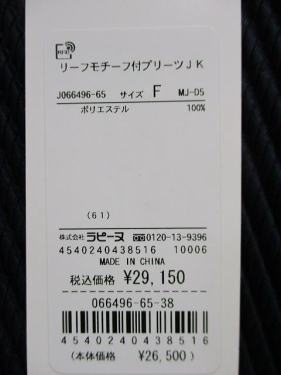 RFID
リーフモチーフ付プリーツJK
J066496-65 サイズ F MJ-D5
ポリエステル 100%
(61)
株式会社 ラピーヌ 0120-13-9396
4540240438516 10006
MADE IN CHINA
税込価格 ¥29,150
066496-65-38
4540240438516
(本体価格 ¥26,500)